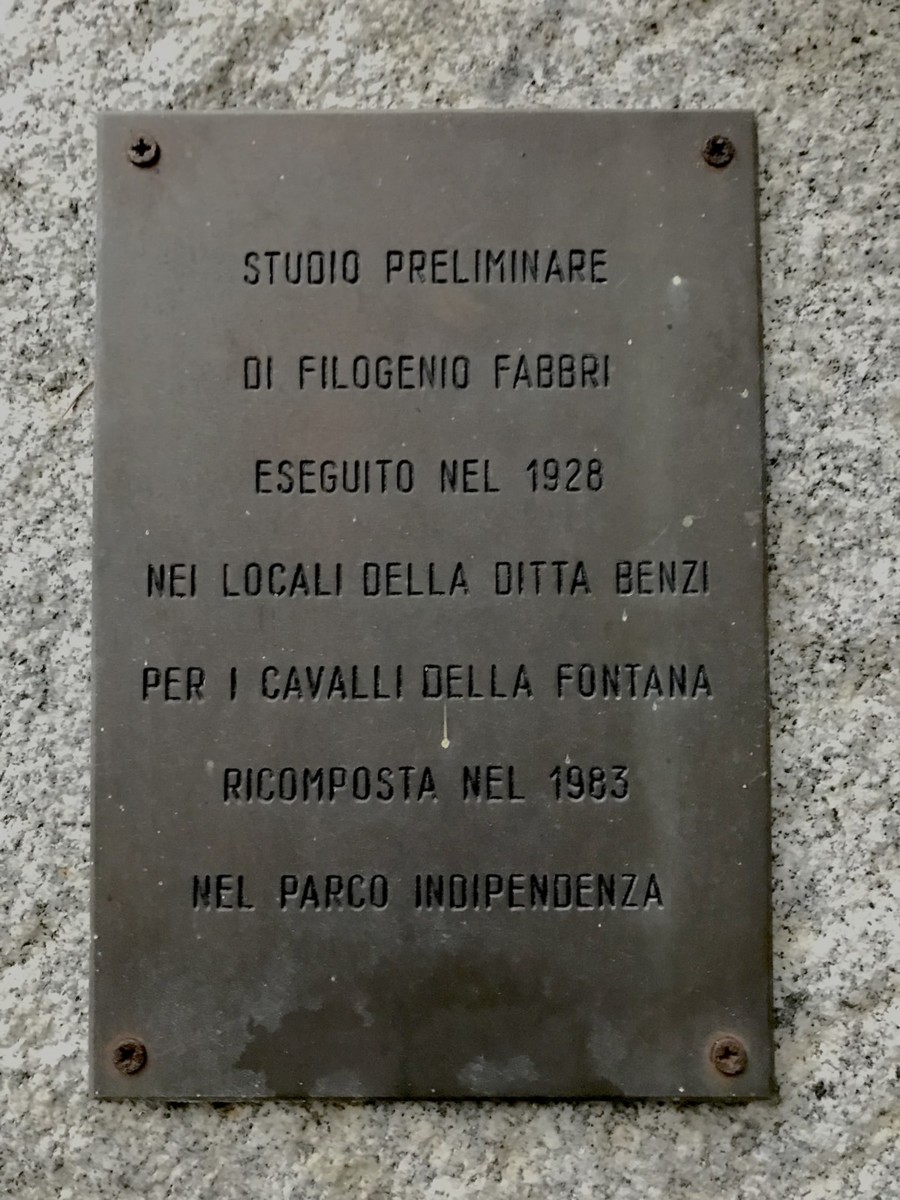 STUDIO PRELIMINARE
DI FILOGENIO FABBRI
ESEGUITO NEL 1928
NEI LOCALI DELLA DITTA BENZI
PER I CAVALLI DELLA FONTANA
RICOMPOSTA NEL 1983
NEL PARCO INDIPENDENZA